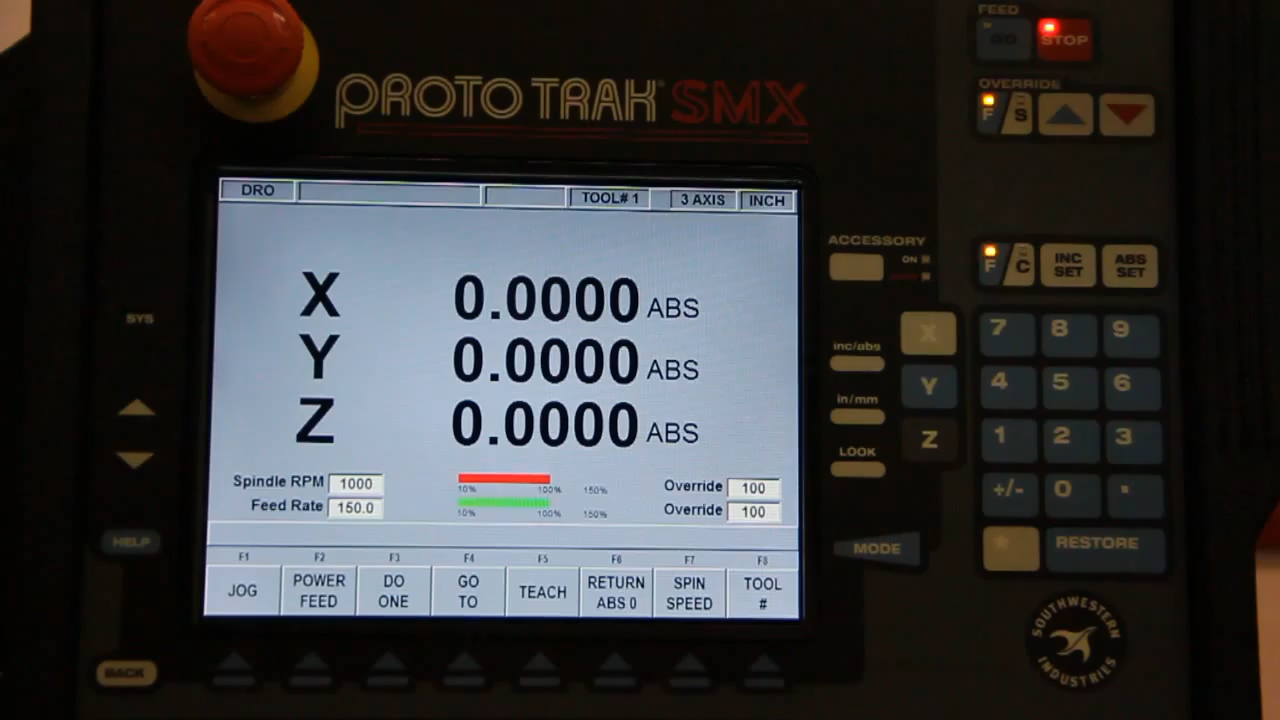 PROTO TRAK® SMX
DRO TOOL# 1 3 AXIS INCH
X 0.0000 ABS
Y 0.0000 ABS
Z 0.0000 ABS
Spindle RPM 1000 10% 100% 150% Override 100
Feed Rate 150.0 10% 100% 150% Override 100
F1 F2 F3 F4 F5 F6 F7 F8
JOG
POWER
FEED
DO
ONE
GO
TO
TEACH
RETURN
ABS 0
SPIN
SPEED
TOOL
#
SYS
HELP
BACK
FEED
GO STOP
OVERRIDE
F S
ACCESSORY
ON
inc/abs
in/mm
LOOK
MODE
F C
INC
SET
ABS
SET
X 7 8 9
Y 4 5 6
Z 1 2 3
+/- 0 .
* RESTORE
SOUTHWESTERN
INDUSTRIES